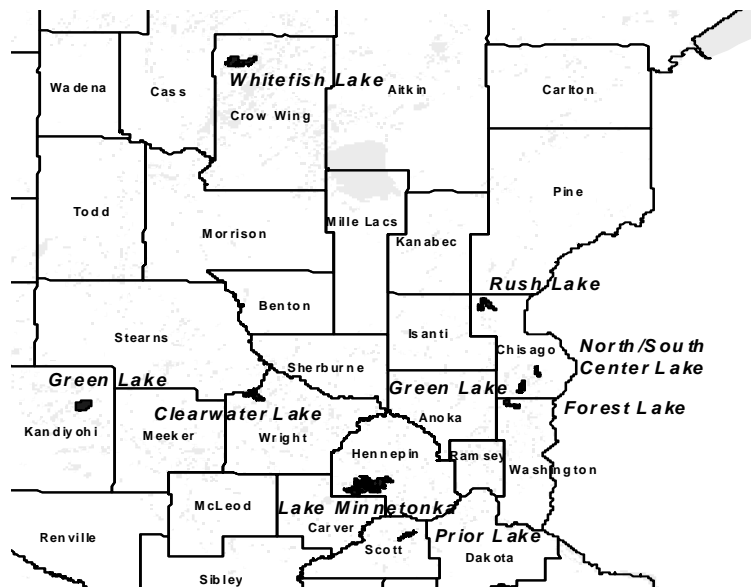 Wadena
Cass
Whitefish Lake
Aitkin
Carlton
Crow Wing
Todd
Pine
Morrison
Mille Lacs
Kanabec
Rush Lake
Benton
Stearns
Isanti
Chisago
North/South
Center Lake
Sherburne
Green Lake
Green Lake
Clearwater Lake
Anoka
Forest Lake
Kandiyohi
Meeker
Wright
Hennepin
Ramsey
Washington
McLeod
Lake Minnetonka
Carver
Prior Lake
Renville
Scott
Dakota
Sibley